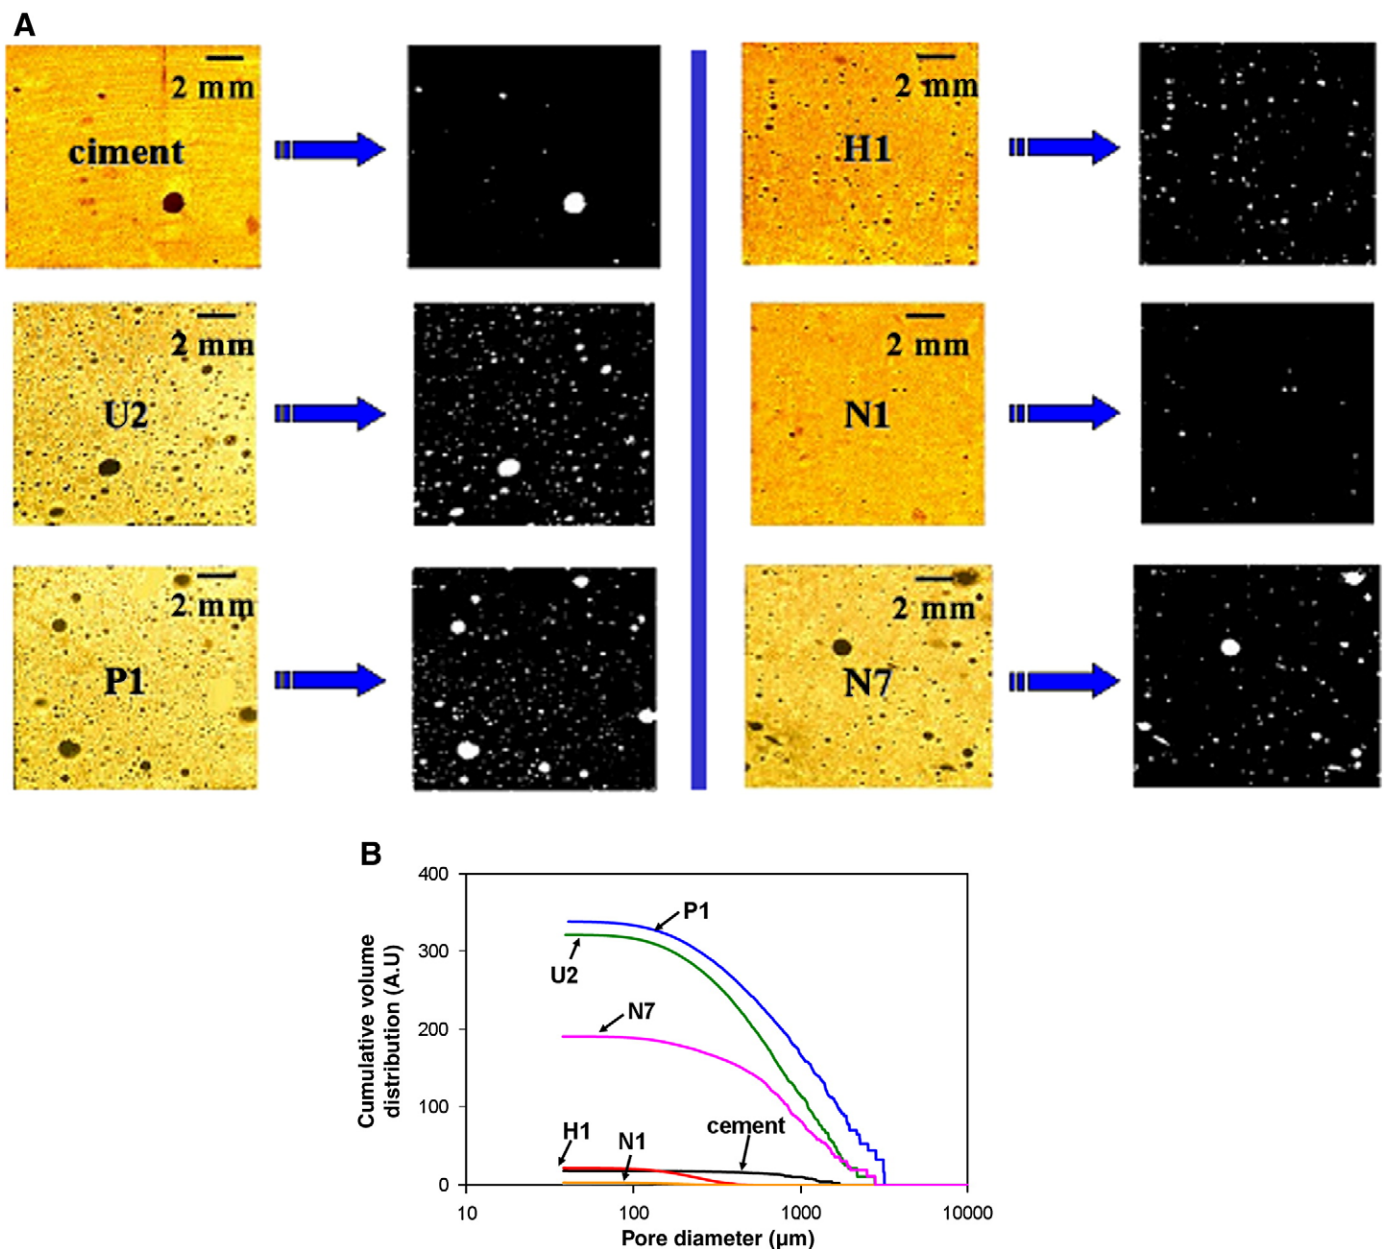 A
2 mm
ciment
2 mm
H1
2 mm
U2
2 mm
N1
2 mm
P1
2 mm
N7
B
400
300
200
100
0
Cumulative volume
distribution (A.U)
P1
U2
N7
H1
N1
cement
10
100
1000
10000
Pore diameter (µm)